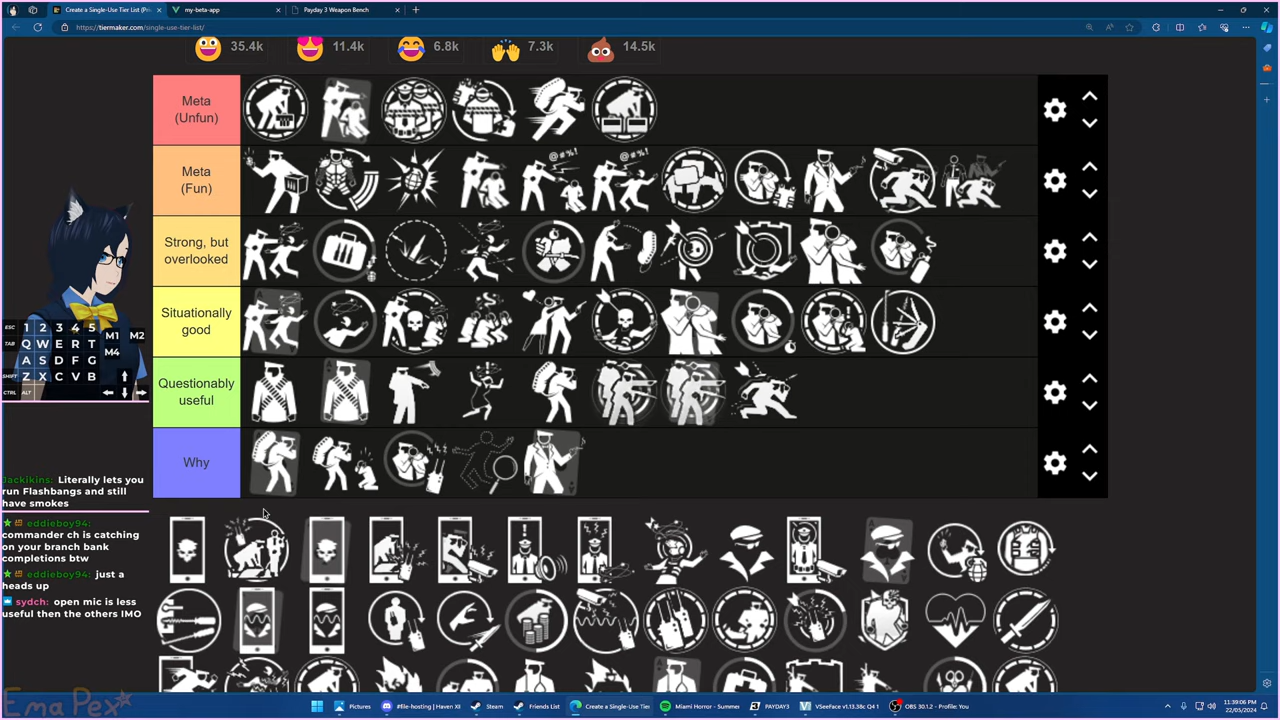 Create a Single-Use Tier List (Pri
my-beta-app
Payday 3 Weapon Bench
https://tiermaker.com/single-use-tier-list/
35.4k
11.4k
6.8k
7.3k
14.5k
Meta
(Unfun)
Meta
(Fun)
@#%!
@#%!
Strong, but
overlooked
Situationally
good
Questionably
useful
Why
ESC 1 2 3 4 5 M1 M2
TAB Q W E R T M4
A S D F G
SHIFT Z X C V B
CTRL ALT
Jackikins: Literally lets you
run Flashbangs and still
have smokes
eddieboy94:
commander ch is catching
on your branch bank
completions btw
eddieboy94: just a
heads up
sydch: open mic is less
useful then the others IMO
EmaPex
Pictures
#file-hosting | Haven XII
Steam
Friends List
Create a Single-Use Tie
Miami Horror - Summe
PAYDAY3
VSeeFace v1.13.38c Q4 1
OBS 30.1.2 - Profile: You
11:39:06 PM
22/05/2024